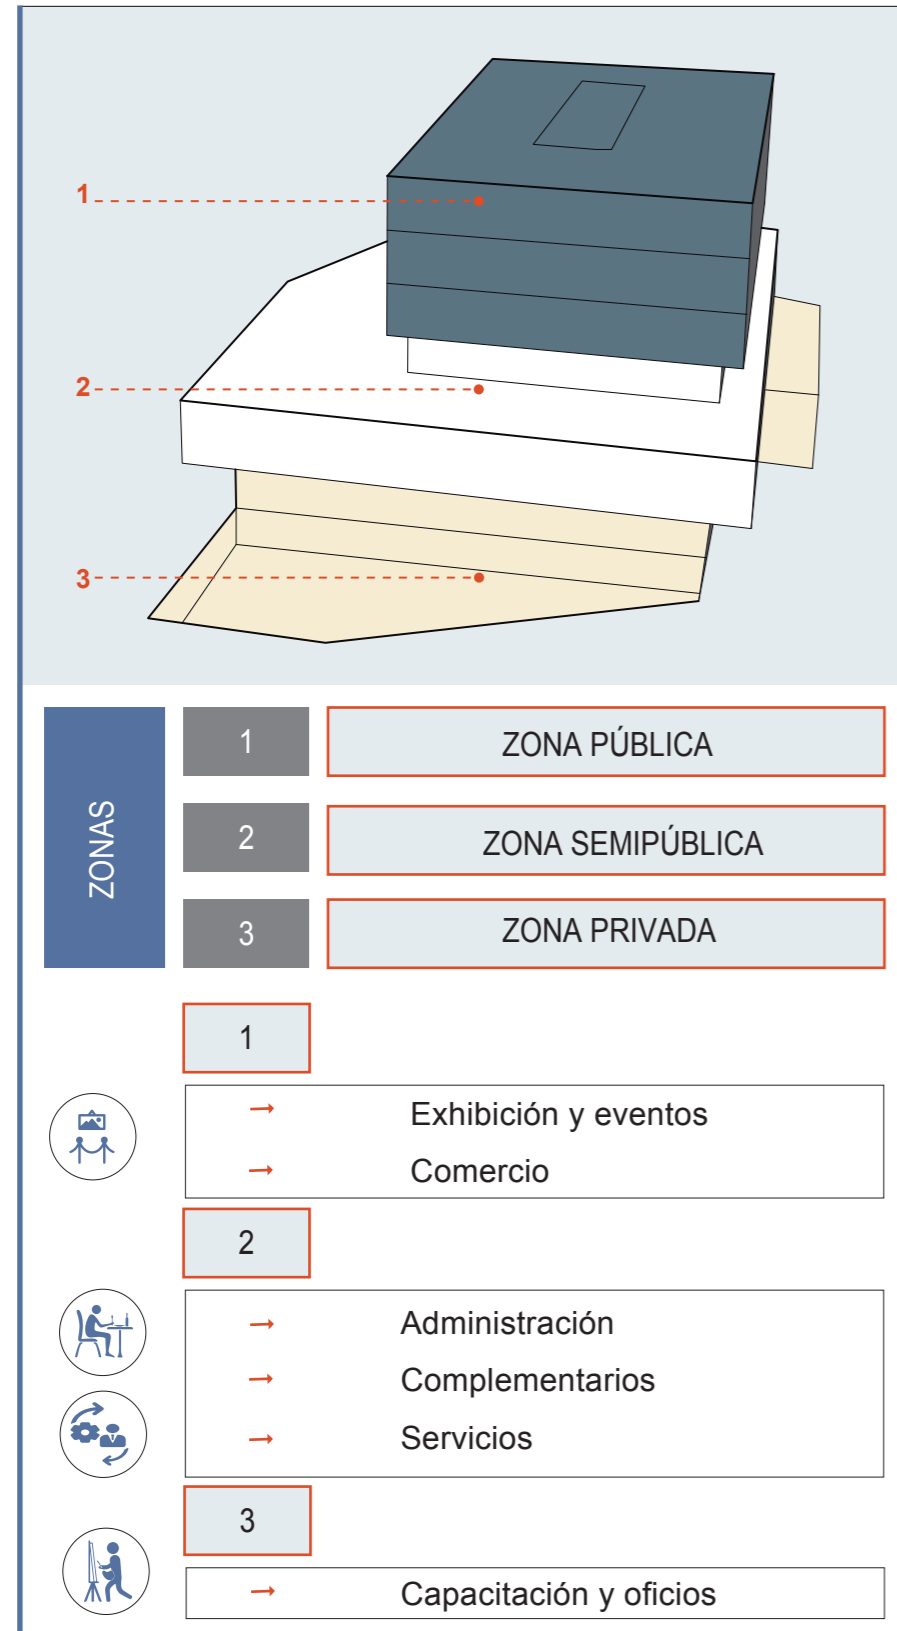 1
2
3
ZONAS
1 ZONA PÚBLICA
2 ZONA SEMIPÚBLICA
3 ZONA PRIVADA
1
→ Exhibición y eventos
→ Comercio
2
→ Administración
→ Complementarios
→ Servicios
3
→ Capacitación y oficios